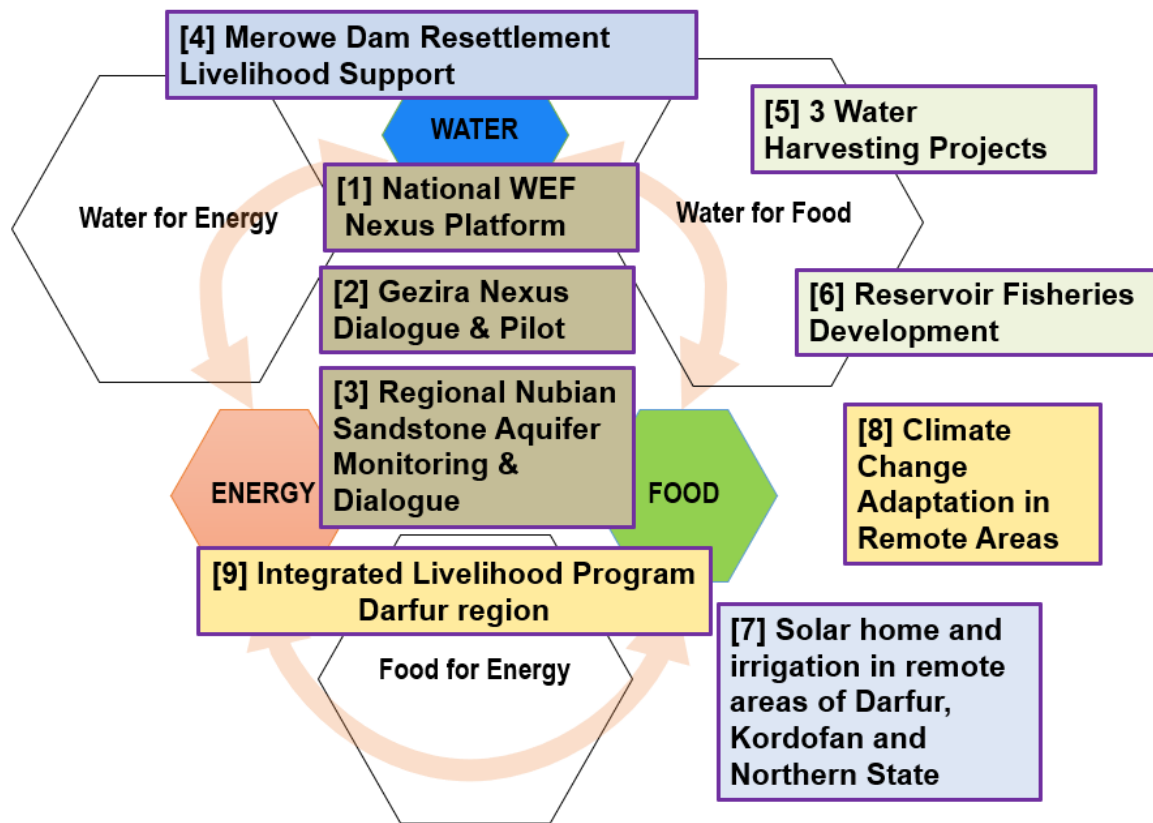 [4] Merowe Dam Resettlement
Livelihood Support
WATER
[5] 3 Water
Harvesting Projects
Water for Energy
[1] National WEF
Nexus Platform
Water for Food
[2] Gezira Nexus
Dialogue & Pilot
[6] Reservoir Fisheries
Development
[3] Regional Nubian
Sandstone Aquifer
Monitoring &
Dialogue
ENERGY
FOOD
[8] Climate
Change
Adaptation in
Remote Areas
[9] Integrated Livelihood Program
Darfur region
Food for Energy
[7] Solar home and
irrigation in remote
areas of Darfur,
Kordofan and
Northern State